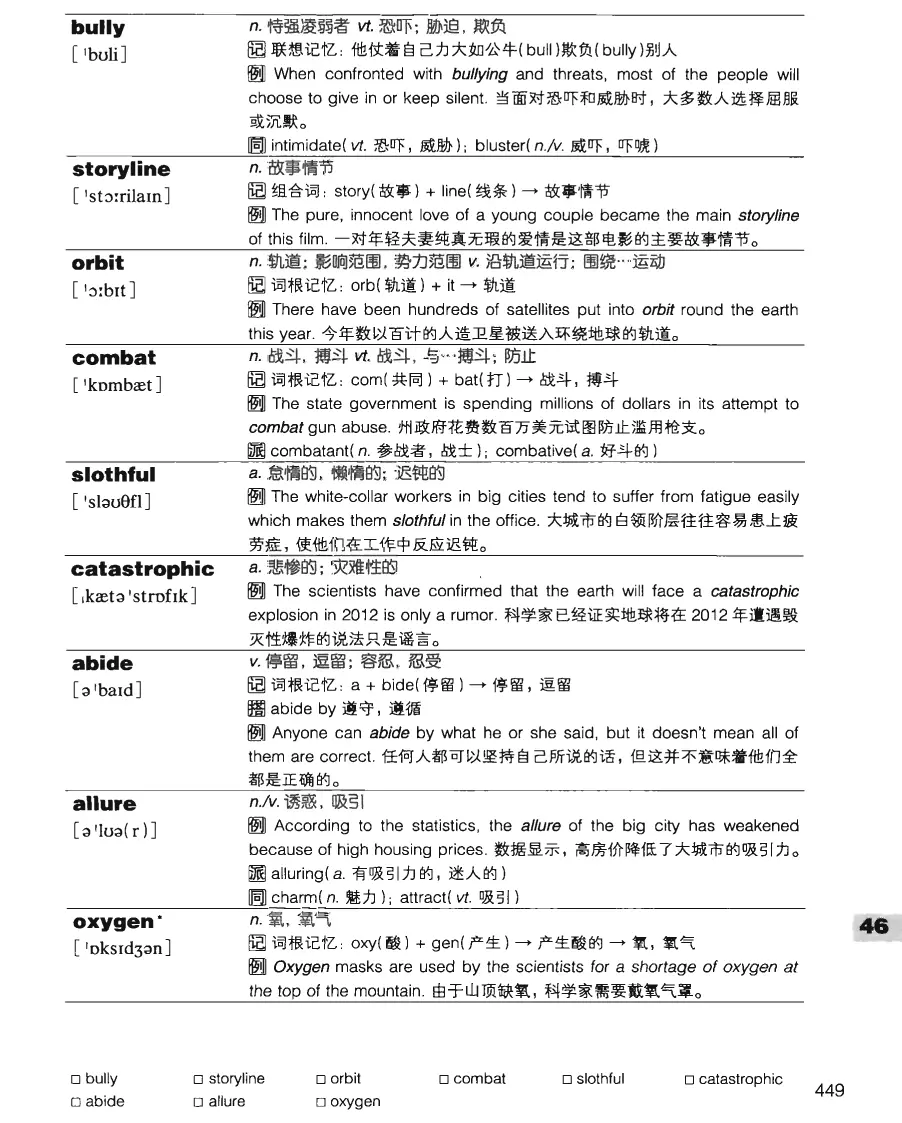 bully n. 恃强凌弱者 vt. 恐吓；胁迫，欺负
[ ˈbʊli ] 记 联想记忆：他仗着自己力大如公牛( bull )欺负( bully )别人
例 When confronted with bullying and threats, most of the people will
choose to give in or keep silent. 当面对恐吓和威胁时，大多数人选择屈服
或沉默。
同 intimidate( vt. 恐吓，威胁 )；bluster( n./v. 威吓，吓唬 )
storyline n. 故事情节
[ ˈstɔːrilaɪn ] 记 组合词：story( 故事 ) + line( 线条 ) → 故事情节
例 The pure, innocent love of a young couple became the main storyline
of this film. 一对年轻夫妻纯真无瑕的爱情是这部电影的主要故事情节。
orbit n. 轨道；影响范围，势力范围 v. 沿轨道运行；围绕…运动
[ ˈɔːbɪt ] 记 词根记忆：orb( 轨道 ) + it → 轨道
例 There have been hundreds of satellites put into orbit round the earth
this year. 今年数以百计的人造卫星被送入环绕地球的轨道。
combat n. 战斗，搏斗 vt. 战斗，与…搏斗；防止
[ ˈkɒmbæt ] 记 词根记忆：com( 共同 ) + bat( 打 ) → 战斗，搏斗
例 The state government is spending millions of dollars in its attempt to
combat gun abuse. 州政府花费数百万美元试图防止滥用枪支。
派 combatant( n. 参战者，战士 )；combative( a. 好斗的 )
slothful a. 怠惰的，懒惰的；迟钝的
[ ˈsləʊθfl ] 例 The white-collar workers in big cities tend to suffer from fatigue easily
which makes them slothful in the office. 大城市的白领阶层往往容易患上疲
劳症，使他们在工作中反应迟钝。
catastrophic a. 悲惨的；灾难性的
[ ˌkætəˈstrɒfɪk ] 例 The scientists have confirmed that the earth will face a catastrophic
explosion in 2012 is only a rumor. 科学家已经证实地球将在 2012 年遭遇毁
灭性爆炸的说法只是谣言。
abide v. 停留，逗留；容忍，忍受
[ əˈbaɪd ] 记 词根记忆：a + bide( 停留 ) → 停留，逗留
搭 abide by 遵守，遵循
例 Anyone can abide by what he or she said, but it doesn't mean all of
them are correct. 任何人都可以坚持自己所说的话，但这并不意味着他们全
都是正确的。
allure n./v. 诱惑，吸引
[ əˈlʊə( r ) ] 例 According to the statistics, the allure of the big city has weakened
because of high housing prices. 数据显示，高房价降低了大城市的吸引力。
派 alluring( a. 有吸引力的，迷人的 )
同 charm( n. 魅力 )；attract( vt. 吸引 )
oxygen* n. 氧，氧气
[ ˈɒksɪdʒən ] 记 词根记忆：oxy( 酸 ) + gen( 产生 ) → 产生酸的 → 氧，氧气
例 Oxygen masks are used by the scientists for a shortage of oxygen at
the top of the mountain. 由于山顶缺氧，科学家需要戴氧气罩。
46
□ bully □ storyline □ orbit □ combat □ slothful □ catastrophic
□ abide □ allure □ oxygen
449